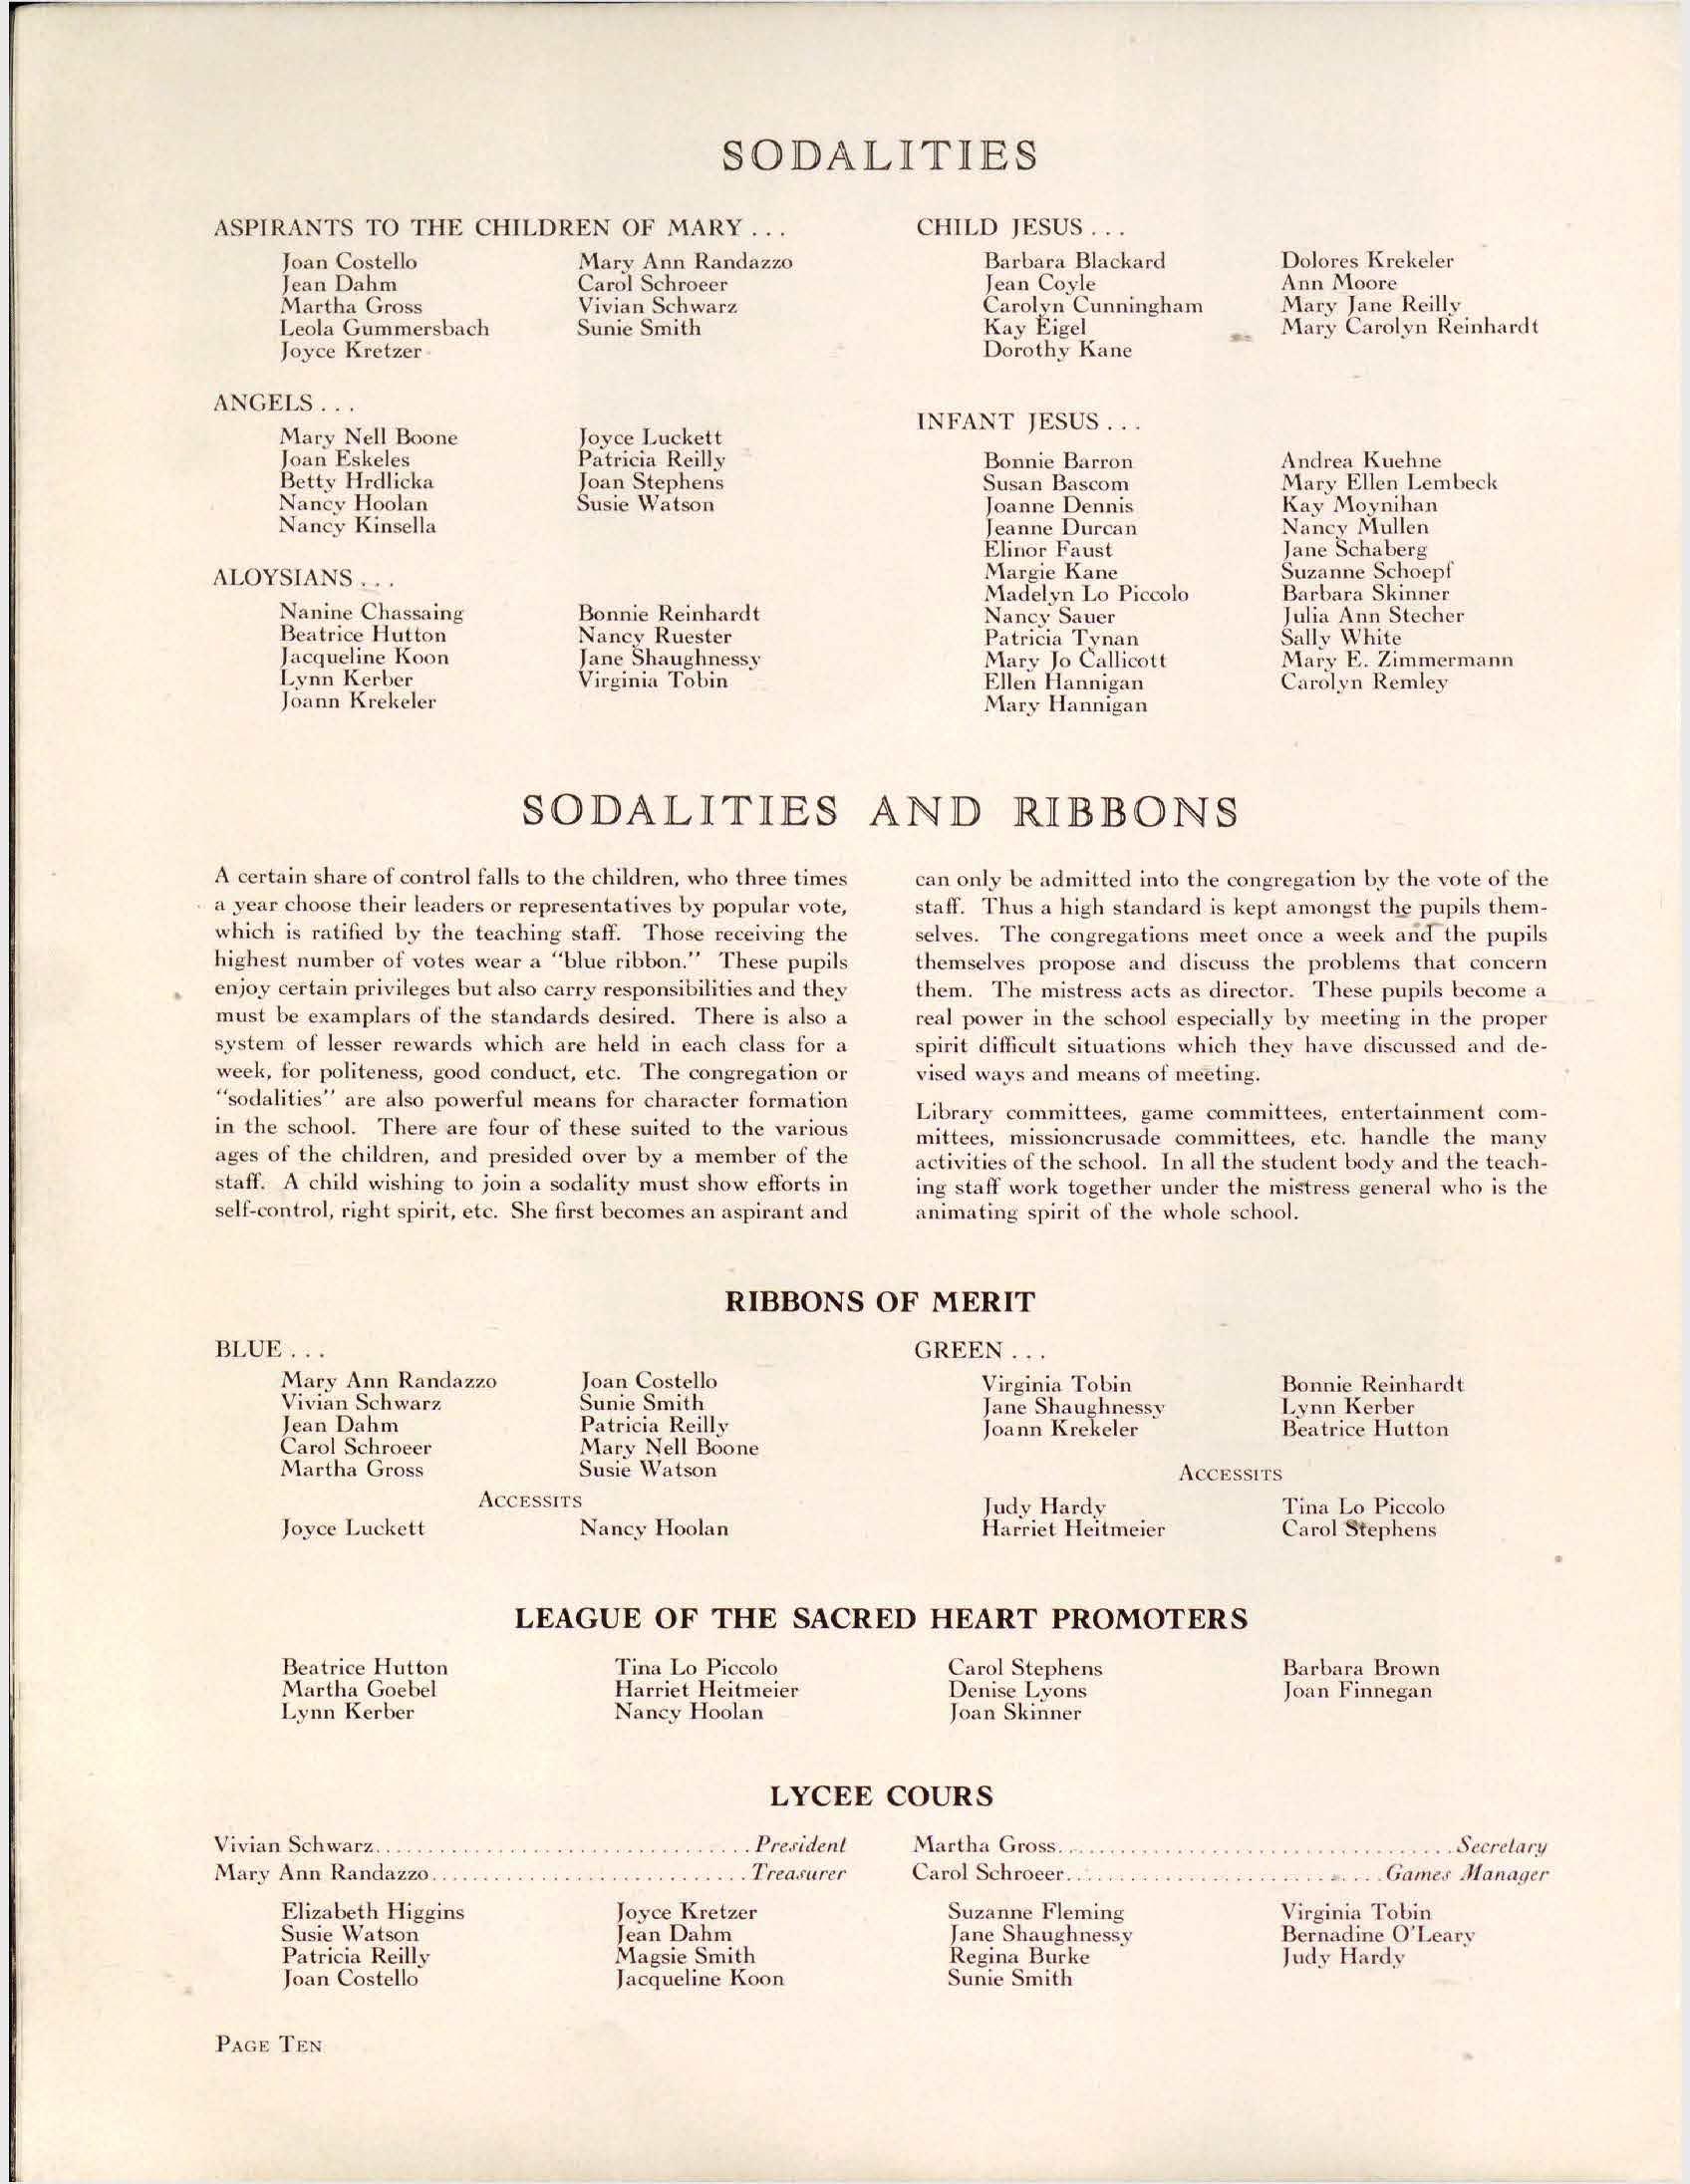 SODALITIES
ASPIRANTS TO THE CHILDREN OF MARY . . .
Joan Costello
Jean Dahm
Martha Gross
Leola Gummersbach
Joyce Kretzer
Mary Ann Randazzo
Carol Schroeer
Vivian Schwarz
Sunie Smith
ANGELS . . .
Mary Nell Boone
Joan Eskeles
Betty Hrdlicka
Nancy Hoolan
Nancy Kinsella
Joyce Luckett
Patricia Reilly
Joan Stephens
Susie Watson
ALOYSIANS . . .
Nanine Chassaing
Beatrice Hutton
Jacqueline Koon
Lynn Kerber
Joann Krekeler
Bonnie Reinhardt
Nancy Ruester
Jane Shaughnessy
Virginia Tobin
CHILD JESUS . . .
Barbara Blackard
Jean Coyle
Carolyn Cunningham
Kay Eigel
Dorothy Kane
Dolores Krekeler
Ann Moore
Mary Jane Reilly
Mary Carolyn Reinhardt
INFANT JESUS . . .
Bonnie Barron
Susan Bascom
Joanne Dennis
Jeanne Durcan
Elinor Faust
Margie Kane
Madelyn Lo Piccolo
Nancy Sauer
Patricia Tynan
Mary Jo Callicott
Ellen Hannigan
Mary Hannigan
Andrea Kuehne
Mary Ellen Lembeck
Kay Moynihan
Nancy Mullen
Jane Schaberg
Suzanne Schoepf
Barbara Skinner
Julia Ann Stecher
Sally White
Mary E. Zimmermann
Carolyn Remley
SODALITIES AND RIBBONS
A certain share of control falls to the children, who three times
a year choose their leaders or representatives by popular vote,
which is ratified by the teaching staff. Those receiving the
highest number of votes wear a "blue ribbon." These pupils
enjoy certain privileges but also carry responsibilities and they
must be examplars of the standards desired. There is also a
system of lesser rewards which are held in each class for a
week, for politeness, good conduct, etc. The congregation or
"sodalities" are also powerful means for character formation
in the school. There are four of these suited to the various
ages of the children, and presided over by a member of the
staff. A child wishing to join a sodality must show efforts in
self-control, right spirit, etc. She first becomes an aspirant and
can only be admitted into the congregation by the vote of the
staff. Thus a high standard is kept amongst the pupils them-
selves. The congregations meet once a week and the pupils
themselves propose and discuss the problems that concern
them. The mistress acts as director. These pupils become a
real power in the school especially by meeting in the proper
spirit difficult situations which they have discussed and de-
vised ways and means of meeting.
Library committees, game committees, entertainment com-
mittees, missioncrusade committees, etc. handle the many
activities of the school. In all the student body and the teach-
ing staff work together under the mistress general who is the
animating spirit of the whole school.
RIBBONS OF MERIT
BLUE . . .
Mary Ann Randazzo
Vivian Schwarz
Jean Dahm
Carol Schroeer
Martha Gross
Joan Costello
Sunie Smith
Patricia Reilly
Mary Nell Boone
Susie Watson
ACCESSITS
Joyce Luckett
Nancy Hoolan
GREEN . . .
Virginia Tobin
Jane Shaughnessy
Joann Krekeler
Bonnie Reinhardt
Lynn Kerber
Beatrice Hutton
ACCESSITS
Judy Hardy
Harriet Heitmeier
Tina Lo Piccolo
Carol Stephens
LEAGUE OF THE SACRED HEART PROMOTERS
Beatrice Hutton
Martha Goebel
Lynn Kerber
Tina Lo Piccolo
Harriet Heitmeier
Nancy Hoolan
Carol Stephens
Denise Lyons
Joan Skinner
Barbara Brown
Joan Finnegan
LYCEE COURS
Vivian Schwarz................................President
Mary Ann Randazzo..........................Treasurer
Martha Gross..................................Secretary
Carol Schroeer...........................Games Manager
Elizabeth Higgins
Susie Watson
Patricia Reilly
Joan Costello
Joyce Kretzer
Jean Dahm
Magsie Smith
Jacqueline Koon
Suzanne Fleming
Jane Shaughnessy
Regina Burke
Sunie Smith
Virginia Tobin
Bernadine O'Leary
Judy Hardy
PAGE TEN